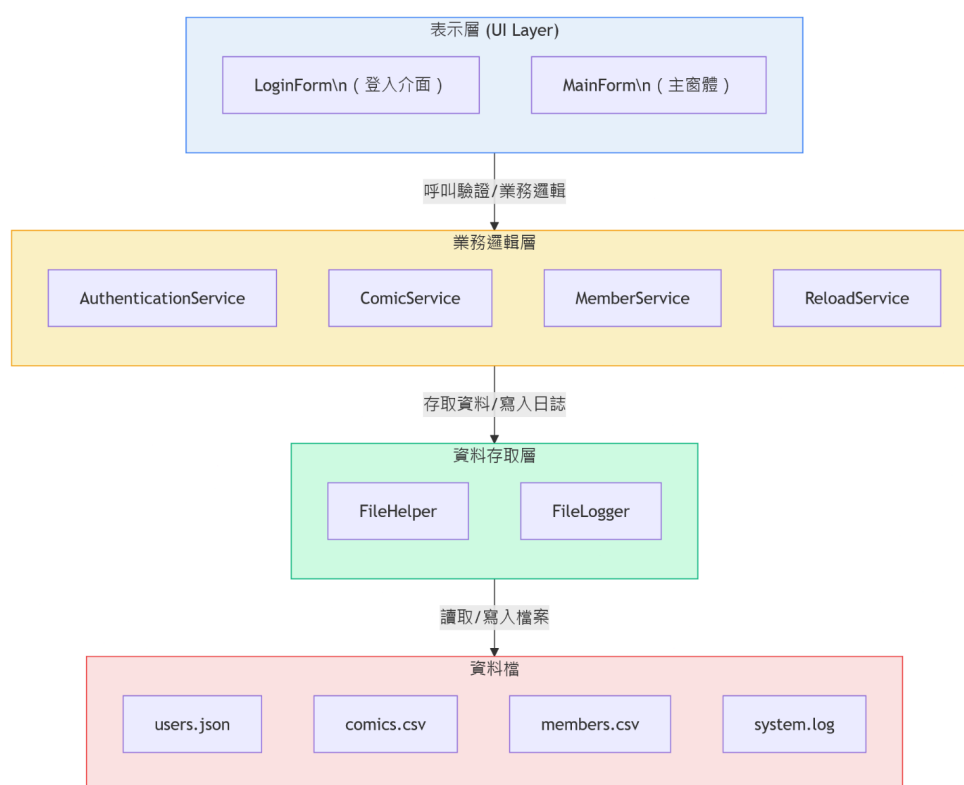 表示層 (UI Layer)
LoginForm\n ( 登入介面 )
MainForm\n ( 主窗體 )
呼叫驗證/業務邏輯
業務邏輯層
AuthenticationService
ComicService
MemberService
ReloadService
存取資料/寫入日誌
資料存取層
FileHelper
FileLogger
讀取/寫入檔案
資料檔
users.json
comics.csv
members.csv
system.log